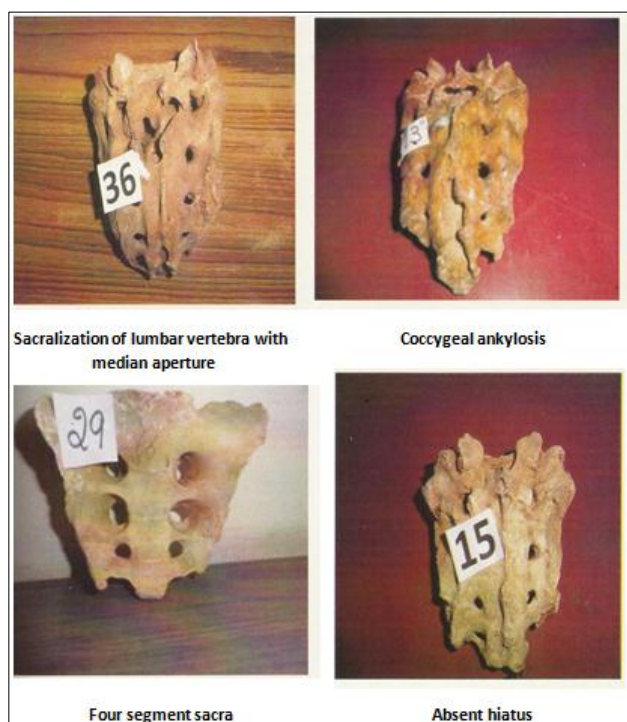 36
Sacralization of lumbar vertebra with
median aperture
Coccygeal ankylosis
29
Four segment sacra
15
Absent hiatus